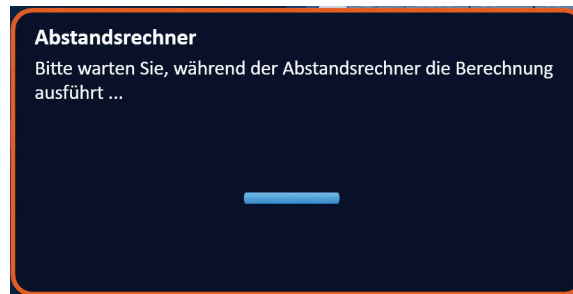 Abstandsrechner
Bitte warten Sie, während der Abstandsrechner die Berechnung
ausführt ...